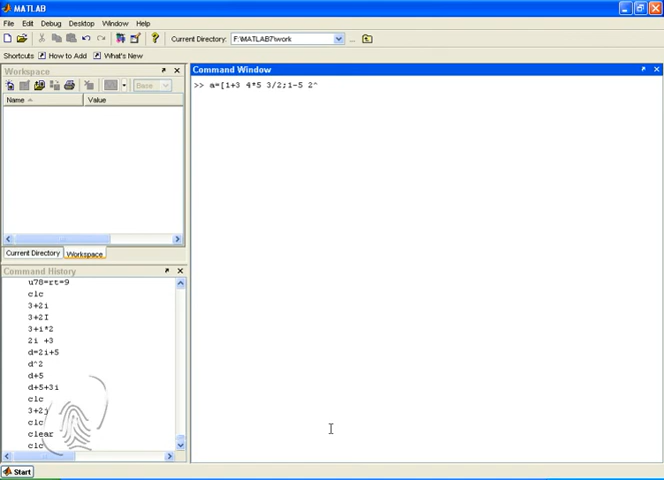 MATLAB
File Edit Debug Desktop Window Help
Current Directory: F:\MATLAB7\work
Shortcuts How to Add What's New
Workspace
Base
Name Value
Current Directory Workspace
Command History
u78=rt=9
clc
3+2i
3+2I
3+i*2
2i +3
d=2i+5
d^2
d+5
d+5+3i
clc
3+2j
clc
clear
clc
Start
Command Window
>> a=[1+3 4*5 3/2;1-5 2^